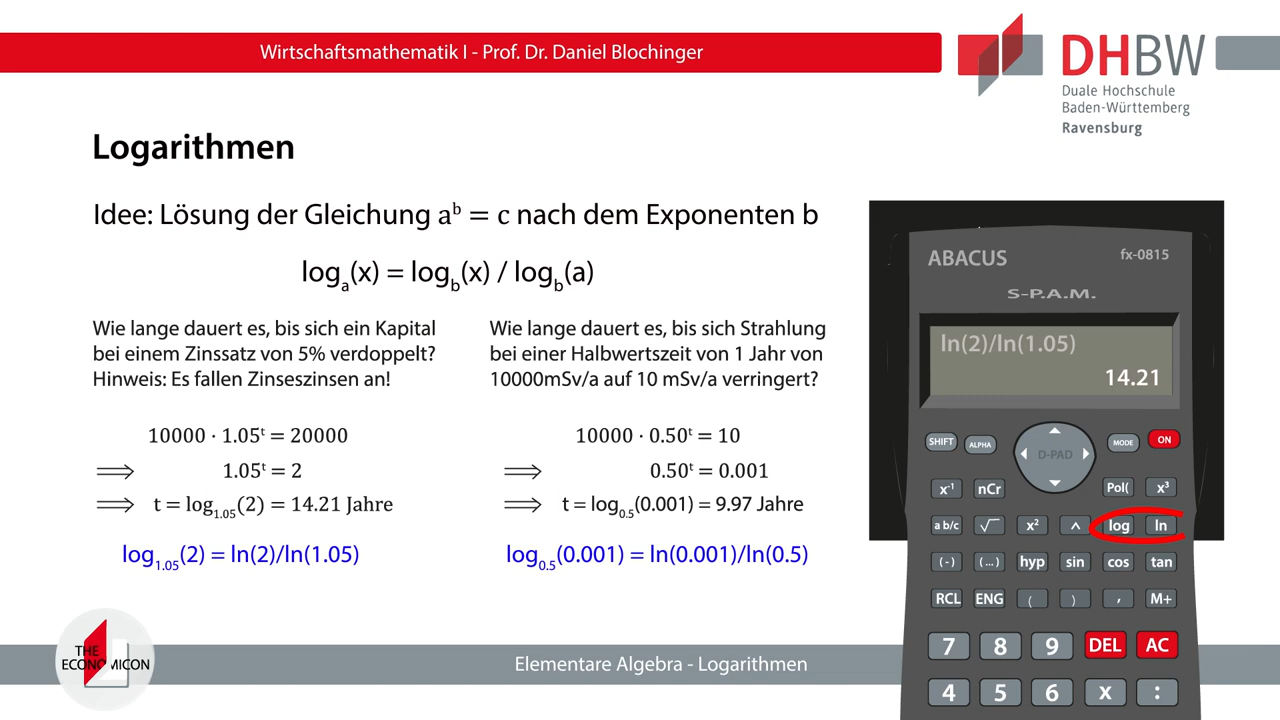 Wirtschaftsmathematik I - Prof. Dr. Daniel Blochinger
DHBW
Duale Hochschule
Baden-Württemberg
Ravensburg
Logarithmen
Idee: Lösung der Gleichung aᵇ = c nach dem Exponenten b
logₐ(x) = log_b(x) / log_b(a)
Wie lange dauert es, bis sich ein Kapital
bei einem Zinssatz von 5% verdoppelt?
Hinweis: Es fallen Zinseszinsen an!
10000 · 1.05ᵗ = 20000
⟹ 1.05ᵗ = 2
⟹ t = log₁.₀₅(2) = 14.21 Jahre
log₁.₀₅(2) = ln(2)/ln(1.05)
Wie lange dauert es, bis sich Strahlung
bei einer Halbwertszeit von 1 Jahr von
10000mSv/a auf 10 mSv/a verringert?
10000 · 0.50ᵗ = 10
⟹ 0.50ᵗ = 0.001
⟹ t = log₀.₅(0.001) = 9.97 Jahre
log₀.₅(0.001) = ln(0.001)/ln(0.5)
ABACUS fx-0815
S-P.A.M.
ln(2)/ln(1.05)
14.21
SHIFT ALPHA D-PAD MODE ON
x⁻¹ nCr Pol( x³
a b/c √ x² ^ log ln
(-) (...) hyp sin cos tan
RCL ENG ( ) , M+
7 8 9 DEL AC
4 5 6 x :
THE
ECONOMICON
Elementare Algebra - Logarithmen